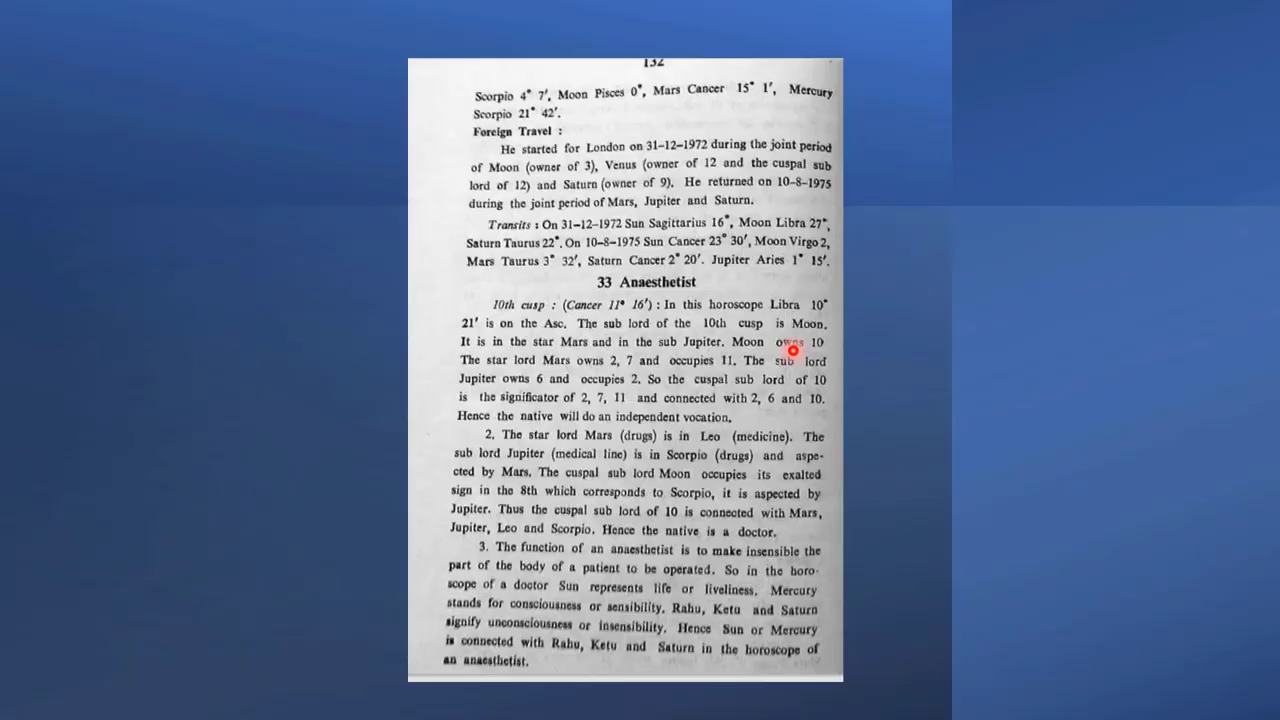 132
Scorpio 4° 7′, Moon Pisces 0°, Mars Cancer 15° 1′, Mercury
Scorpio 21° 42′.
Foreign Travel :
He started for London on 31-12-1972 during the joint period
of Moon (owner of 3), Venus (owner of 12 and the cuspal sub
lord of 12) and Saturn (owner of 9). He returned on 10-8-1975
during the joint period of Mars, Jupiter and Saturn.
Transits : On 31-12-1972 Sun Sagittarius 16°, Moon Libra 27°,
Saturn Taurus 22°. On 10-8-1975 Sun Cancer 23° 30′, Moon Virgo 2,
Mars Taurus 3° 32′, Saturn Cancer 2° 20′. Jupiter Aries 1° 15′.
33 Anaesthetist
10th cusp : (Cancer 11° 16′) : In this horoscope Libra 10°
21′ is on the Asc. The sub lord of the 10th cusp is Moon.
It is in the star Mars and in the sub Jupiter. Moon owns 10
The star lord Mars owns 2, 7 and occupies 11. The sub lord
Jupiter owns 6 and occupies 2. So the cuspal sub lord of 10
is the significator of 2, 7, 11 and connected with 2, 6 and 10.
Hence the native will do an independent vocation.
2. The star lord Mars (drugs) is in Leo (medicine). The
sub lord Jupiter (medical line) is in Scorpio (drugs) and aspe-
cted by Mars. The cuspal sub lord Moon occupies its exalted
sign in the 8th which corresponds to Scorpio, it is aspected by
Jupiter. Thus the cuspal sub lord of 10 is connected with Mars,
Jupiter, Leo and Scorpio. Hence the native is a doctor.
3. The function of an anaesthetist is to make insensible the
part of the body of a patient to be operated. So in the horo-
scope of a doctor Sun represents life or liveliness. Mercury
stands for consciousness or sensibility. Rahu, Ketu and Saturn
signify unconsciousness or insensibility. Hence Sun or Mercury
is connected with Rahu, Ketu and Saturn in the horoscope of
an anaesthetist.